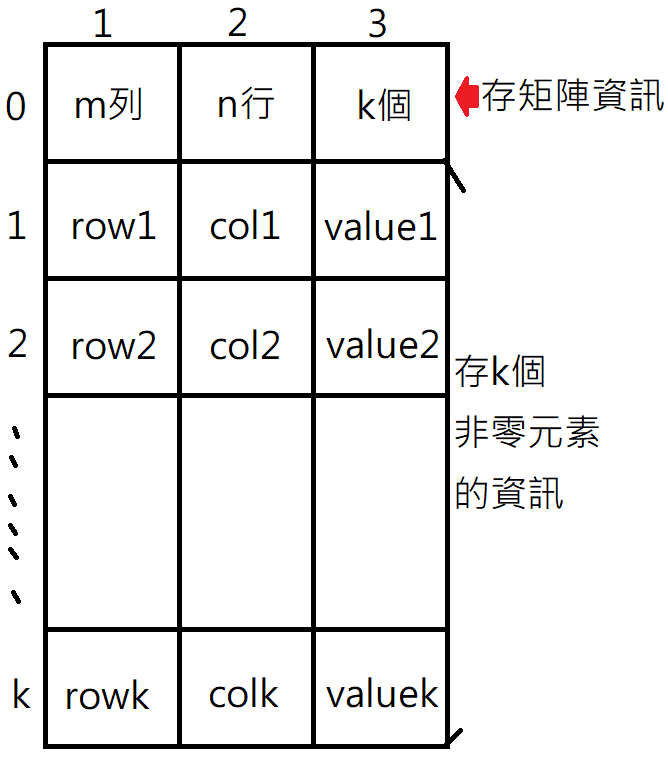 1 2 3
0 m列 n行 k個 存矩陣資訊
1 row1 col1 value1
2 row2 col2 value2
存k個
非零元素
的資訊
k rowk colk valuek